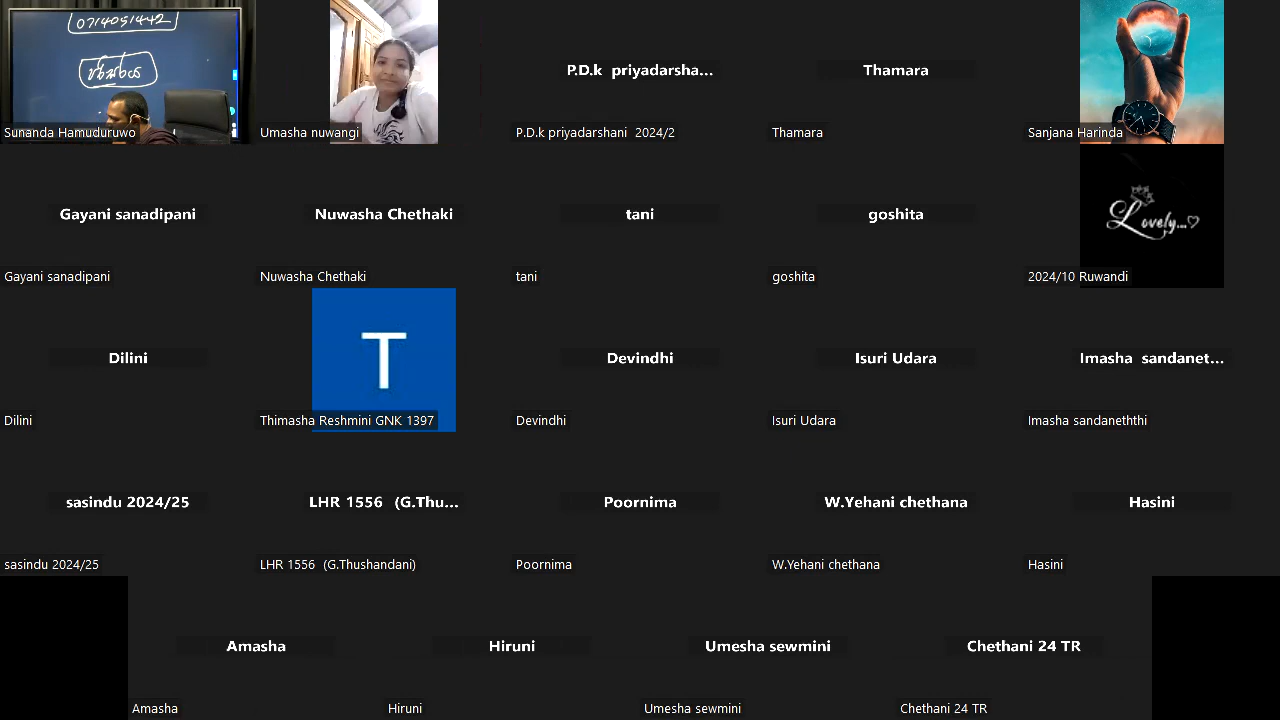 0714051442
Sunanda Hamuduruwo
Umasha nuwangi
P.D.k priyadarsha...
P.D.k priyadarshani 2024/2
Thamara
Thamara
Sanjana Harinda
Gayani sanadipani
Gayani sanadipani
Nuwasha Chethaki
Nuwasha Chethaki
tani
tani
goshita
goshita
Lovely...♡
2024/10 Ruwandi
Dilini
Dilini
T
Thimasha Reshmini GNK 1397
Devindhi
Devindhi
Isuri Udara
Isuri Udara
Imasha sandanet...
Imasha sandaneththi
sasindu 2024/25
sasindu 2024/25
LHR 1556 (G.Thu...
LHR 1556 (G.Thushandani)
Poornima
Poornima
W.Yehani chethana
W.Yehani chethana
Hasini
Hasini
Amasha
Amasha
Hiruni
Hiruni
Umesha sewmini
Umesha sewmini
Chethani 24 TR
Chethani 24 TR